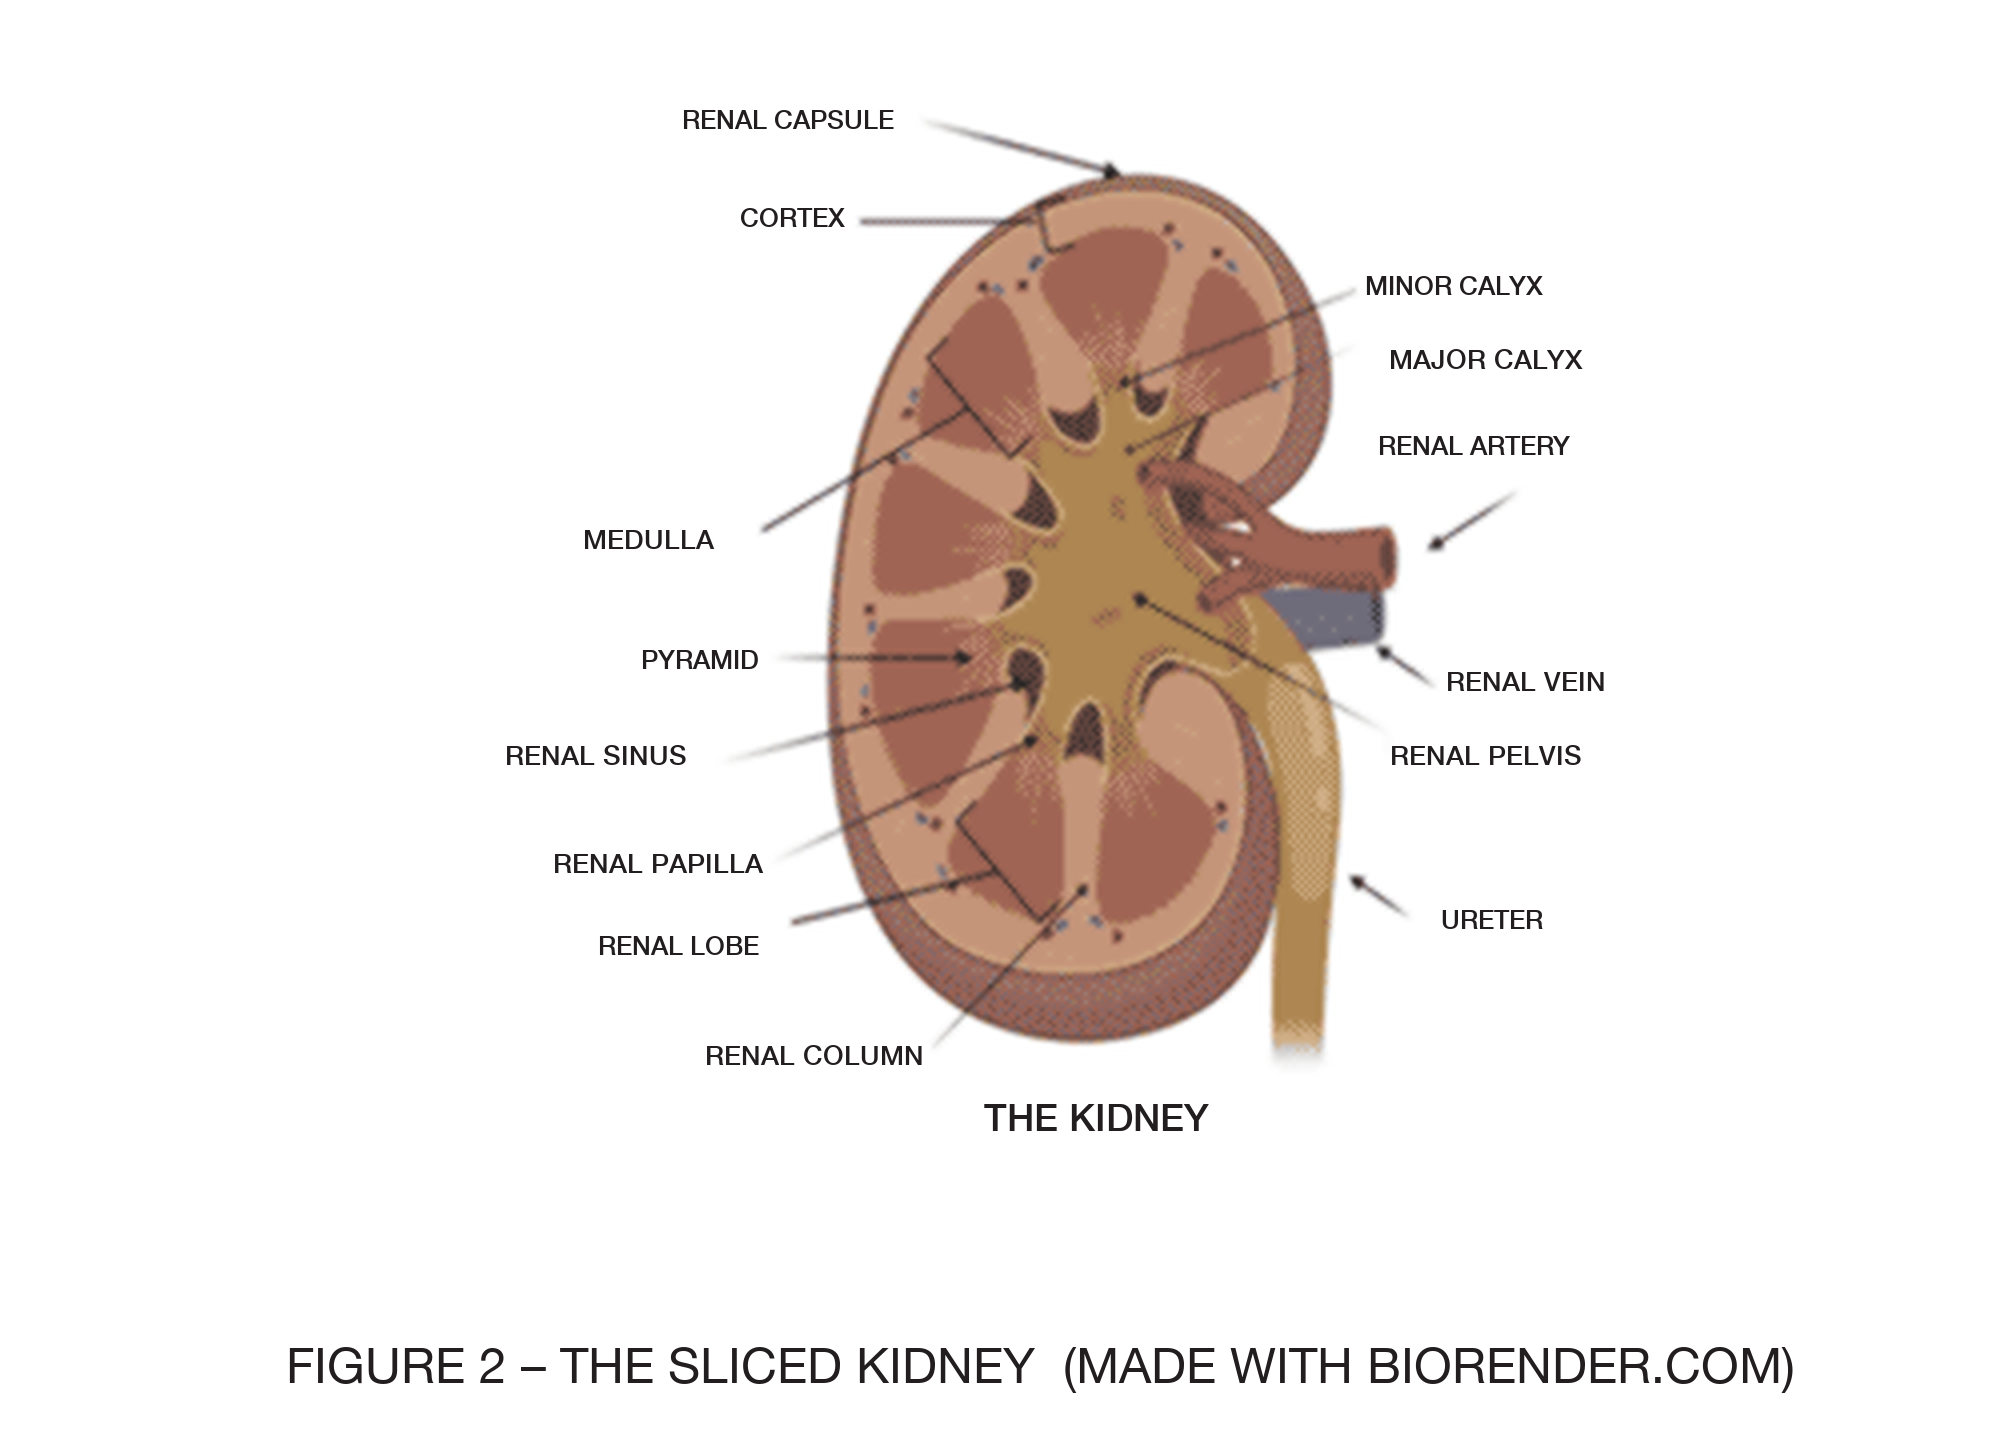 RENAL CAPSULE
CORTEX
MINOR CALYX
MAJOR CALYX
RENAL ARTERY
MEDULLA
PYRAMID
RENAL VEIN
RENAL SINUS
RENAL PELVIS
RENAL PAPILLA
URETER
RENAL LOBE
RENAL COLUMN
THE KIDNEY
FIGURE 2 – THE SLICED KIDNEY (MADE WITH BIORENDER.COM)